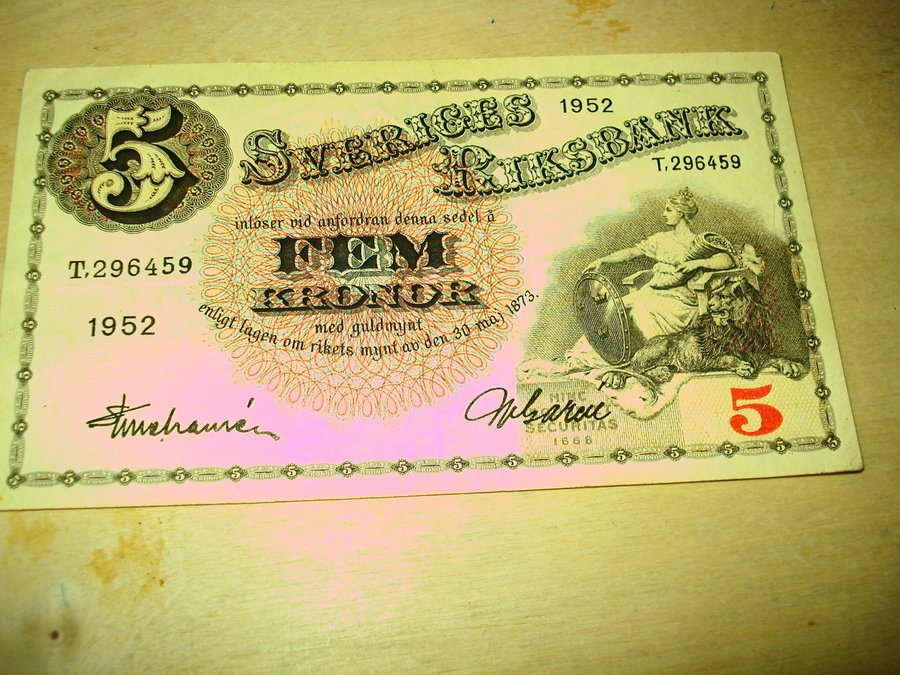 5
SVERIGES 1952
RIKSBANK
T,296459
inlöser vid anfordran denna sedel å
FEM
KRONOR
T,296459
1952
med guldmynt
enligt lagen om rikets mynt av den 30 maj 1873.
HINC
SECURITAS
1668
5